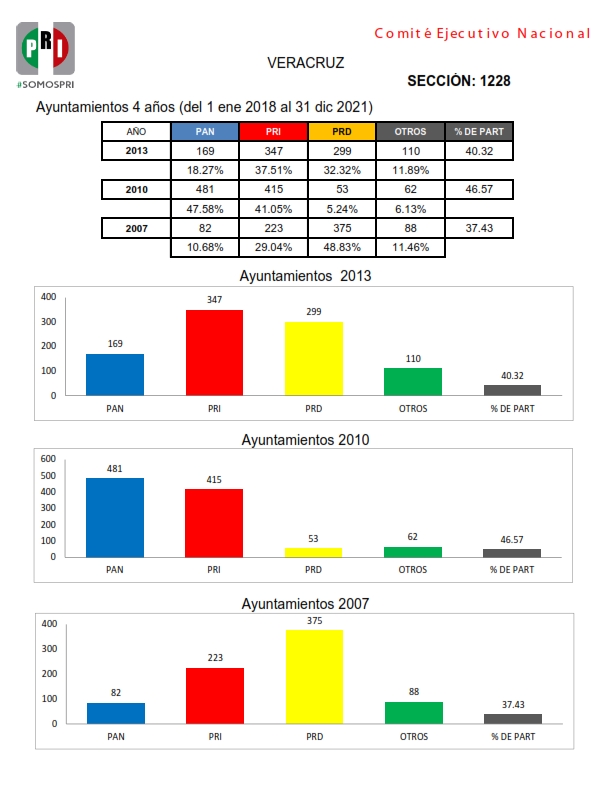 Comité Ejecutivo Nacional
PRI
#SOMOSPRI
VERACRUZ
SECCIÓN: 1228
Ayuntamientos 4 años (del 1 ene 2018 al 31 dic 2021)
AÑO PAN PRI PRD OTROS % DE PART
2013 169 347 299 110 40.32
18.27% 37.51% 32.32% 11.89%
2010 481 415 53 62 46.57
47.58% 41.05% 5.24% 6.13%
2007 82 223 375 88 37.43
10.68% 29.04% 48.83% 11.46%
Ayuntamientos 2013
400
300
200
100
0
169 347 299 110 40.32
PAN PRI PRD OTROS % DE PART
Ayuntamientos 2010
600
500
400
300
200
100
0
481 415 53 62 46.57
PAN PRI PRD OTROS % DE PART
Ayuntamientos 2007
400
300
200
100
0
82 223 375 88 37.43
PAN PRI PRD OTROS % DE PART